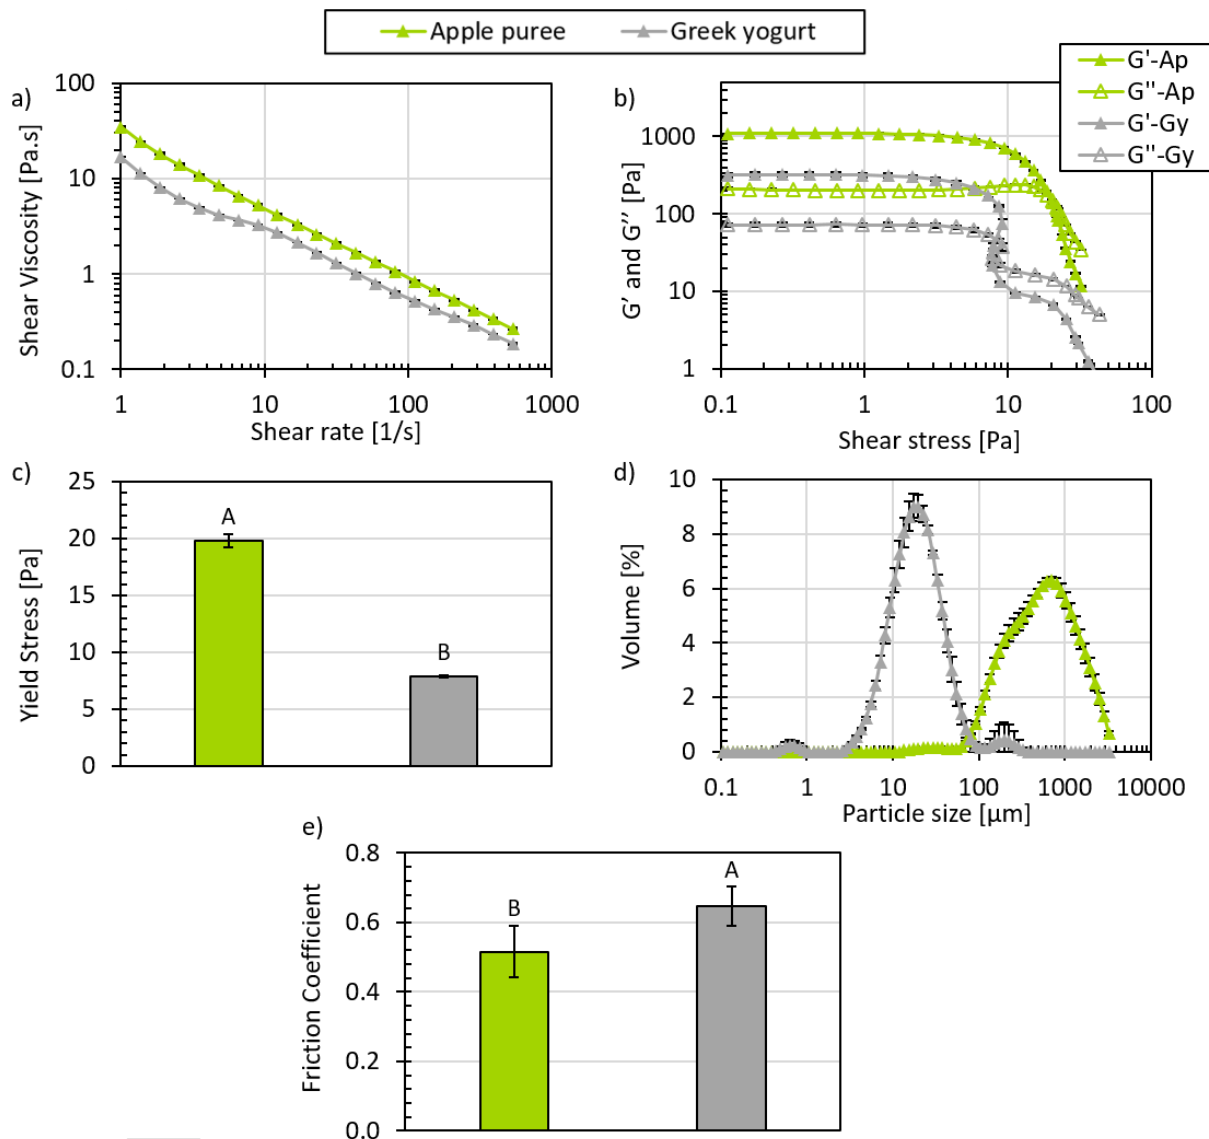 Apple puree Greek yogurt
a)
Shear Viscosity [Pa.s]
100
10
1
0.1
1 10 100 1000
Shear rate [1/s]
b)
G'-Ap
G''-Ap
G'-Gy
G''-Gy
G′ and G′′ [Pa]
1000
100
10
1
0.1 1 10 100
Shear stress [Pa]
c)
Yield Stress [Pa]
25
20
15
10
5
0
A
B
d)
Volume [%]
10
8
6
4
2
0
0.1 1 10 100 1000 10000
Particle size [µm]
e)
Friction Coefficient
0.8
0.6
0.4
0.2
0.0
B
A